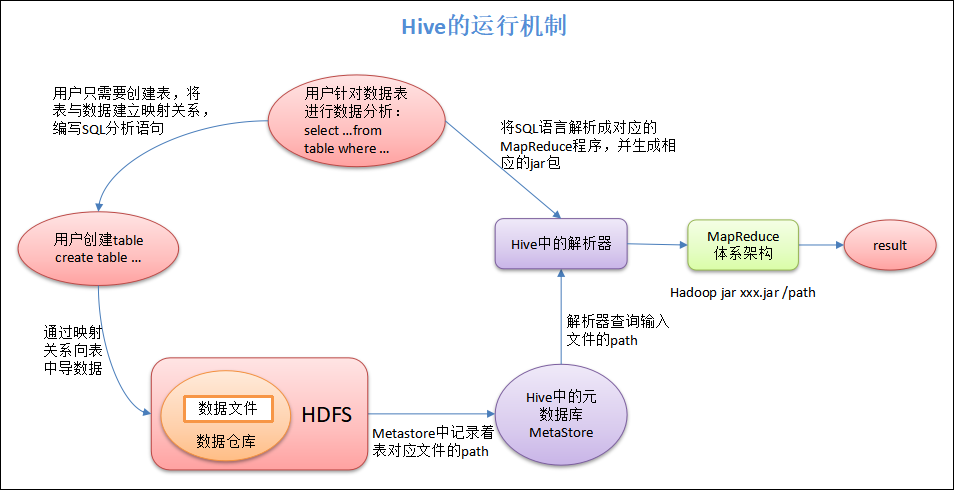 Hive的运行机制
用户只需要创建表，将
表与数据建立映射关系，
编写SQL分析语句
用户针对数据表
进行数据分析：
select ...from
table where ...
将SQL语言解析成对应的
MapReduce程序，并生成相
应的jar包
用户创建table
create table ...
Hive中的解析器
MapReduce
体系架构
result
Hadoop jar xxx.jar /path
通过映射
关系向表
中导数据
解析器查询输入
文件的path
数据文件
数据仓库
HDFS
Metastore中记录着
表对应文件的path
Hive中的元
数据库
MetaStore